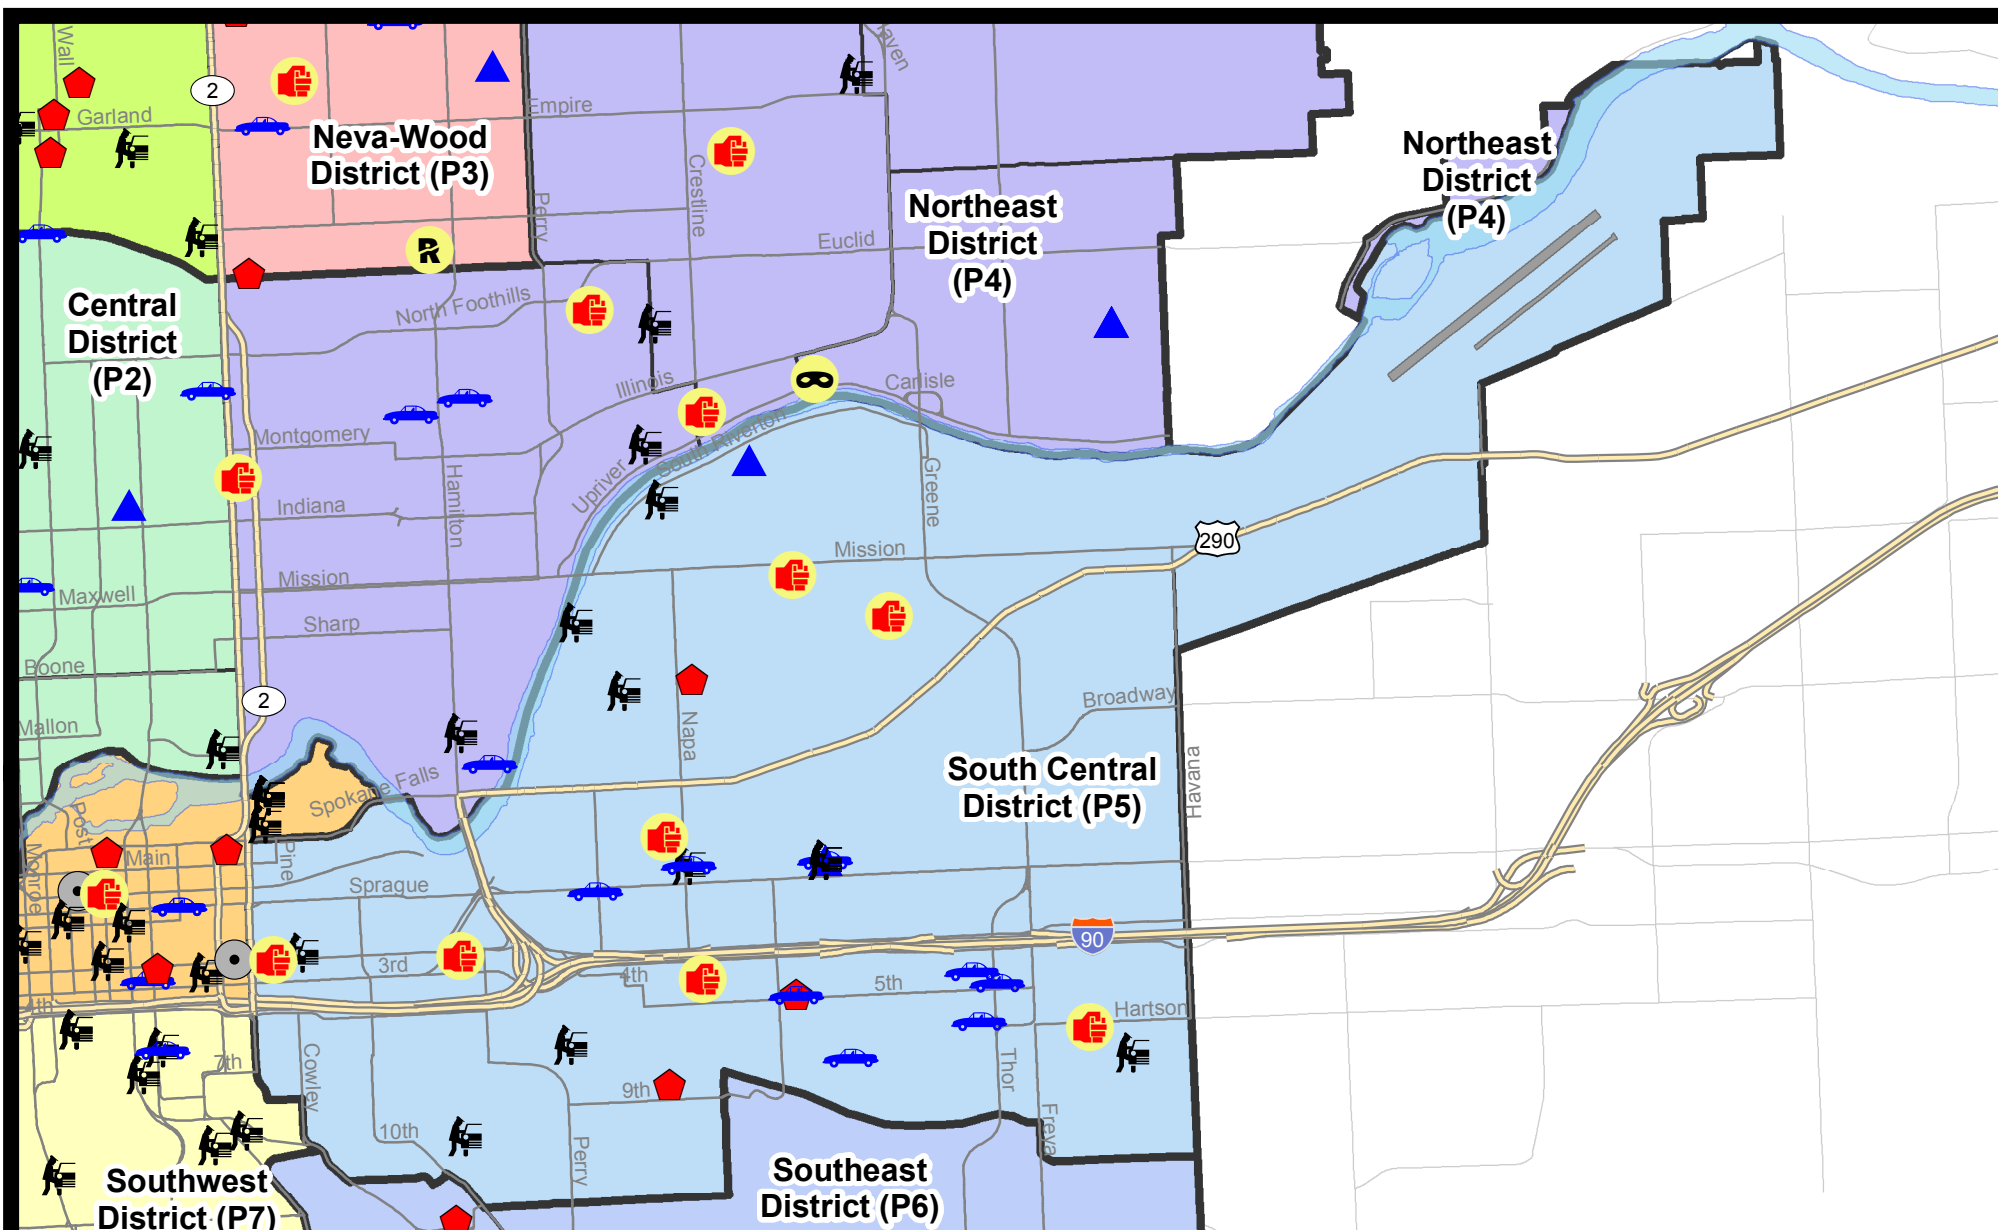 Wall
Garland
2
Neva-Wood
District (P3)
Empire
Crestline
Perry
Northeast
District
(P4)
Euclid
Northeast
District
(P4)
Central
District
(P2)
North Foothills
Illinois
Carlisle
South Riverton
Upriver
Montgomery
Hamilton
Indiana
Greene
290
Mission
Mission
Maxwell
Sharp
Boone
2
Mallon
Napa
Broadway
Havana
South Central
District (P5)
Spokane Falls
Post
Main
Monroe
Pine
Sprague
90
3rd
4th
5th
Hartson
7th
Cowley
Thor
9th
10th
Perry
Freya
Southwest
District (P7)
Southeast
District (P6)
R